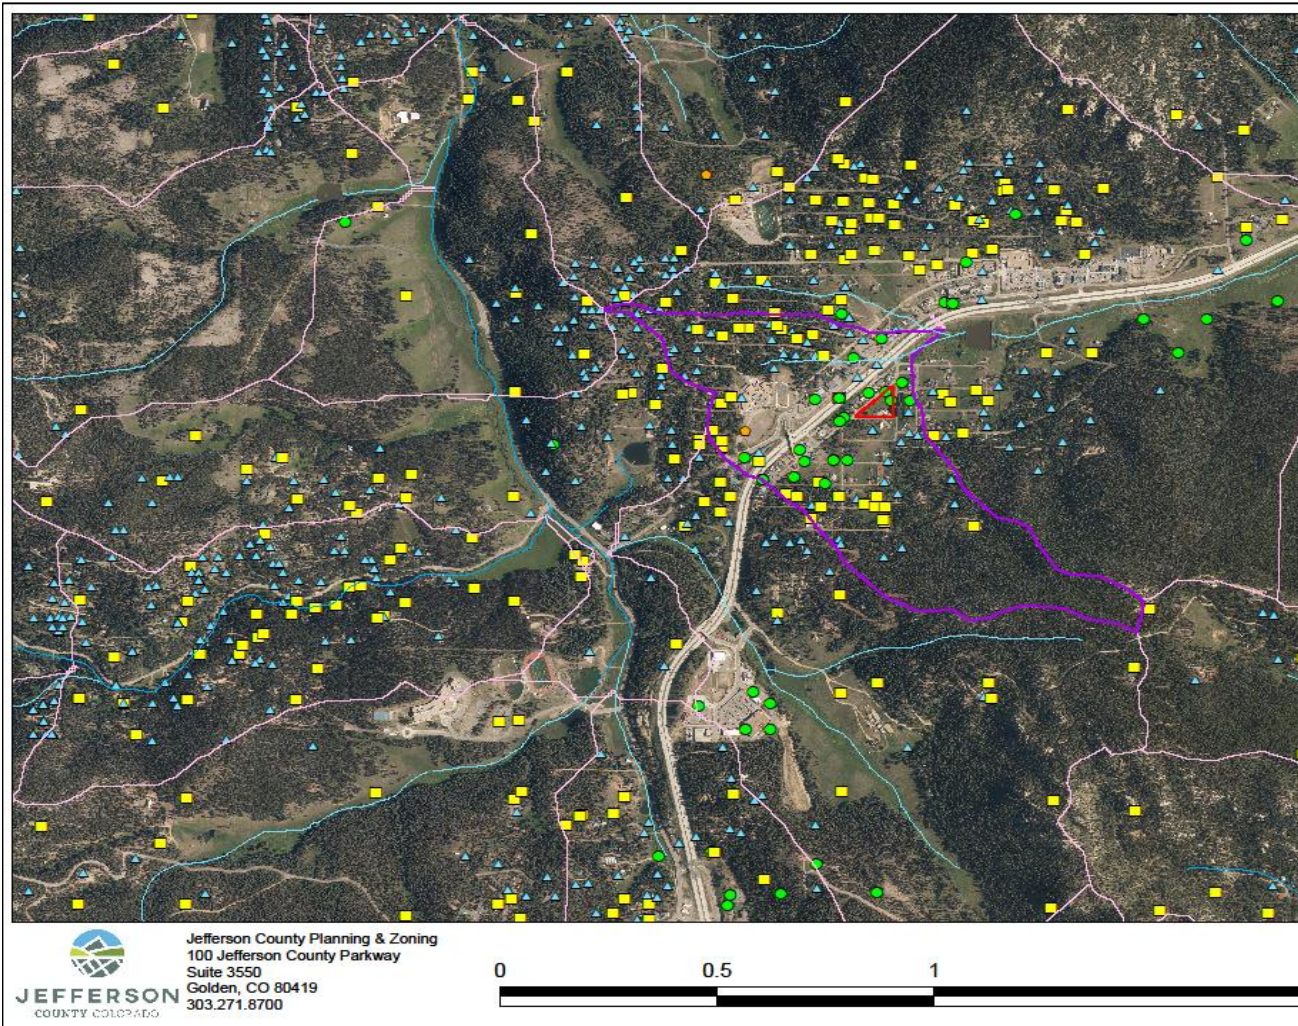 JEFFERSON
COUNTY COLORADO
Jefferson County Planning & Zoning
100 Jefferson County Parkway
Suite 3550
Golden, CO 80419
303.271.8700
0 0.5 1